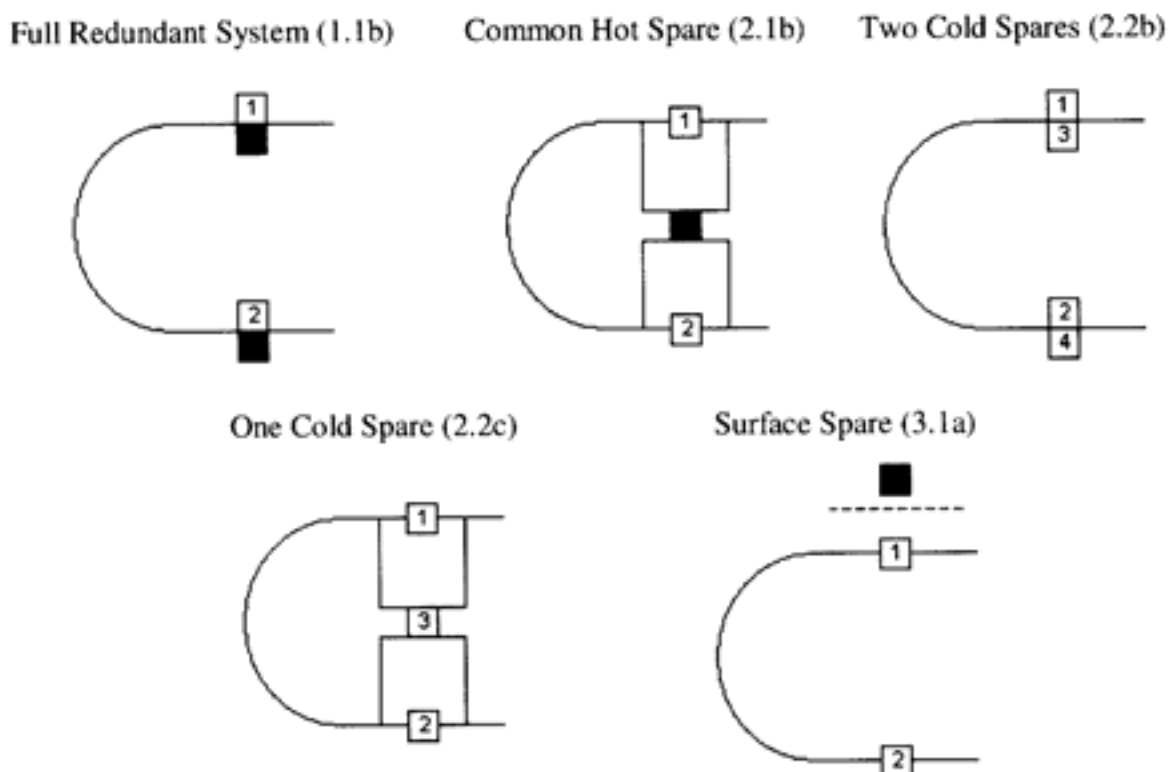 Full Redundant System (1.1b)
Common Hot Spare (2.1b)
Two Cold Spares (2.2b)
1
1
1
3
2
2
2
4
One Cold Spare (2.2c)
Surface Spare (3.1a)
1
1
3
2
2